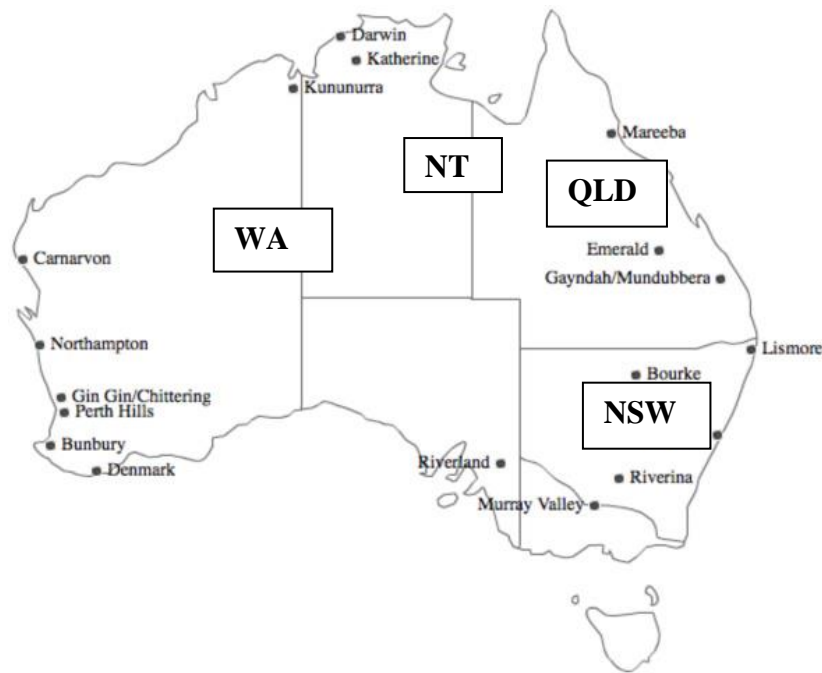 Darwin
Katherine
Kununurra
Mareeba
NT
QLD
WA
Emerald
Carnarvon
Gayndah/Mundubbera
Northampton
Lismore
Bourke
Gin Gin/Chittering
NSW
Perth Hills
Bunbury
Riverland
Denmark
Riverina
Murray Valley